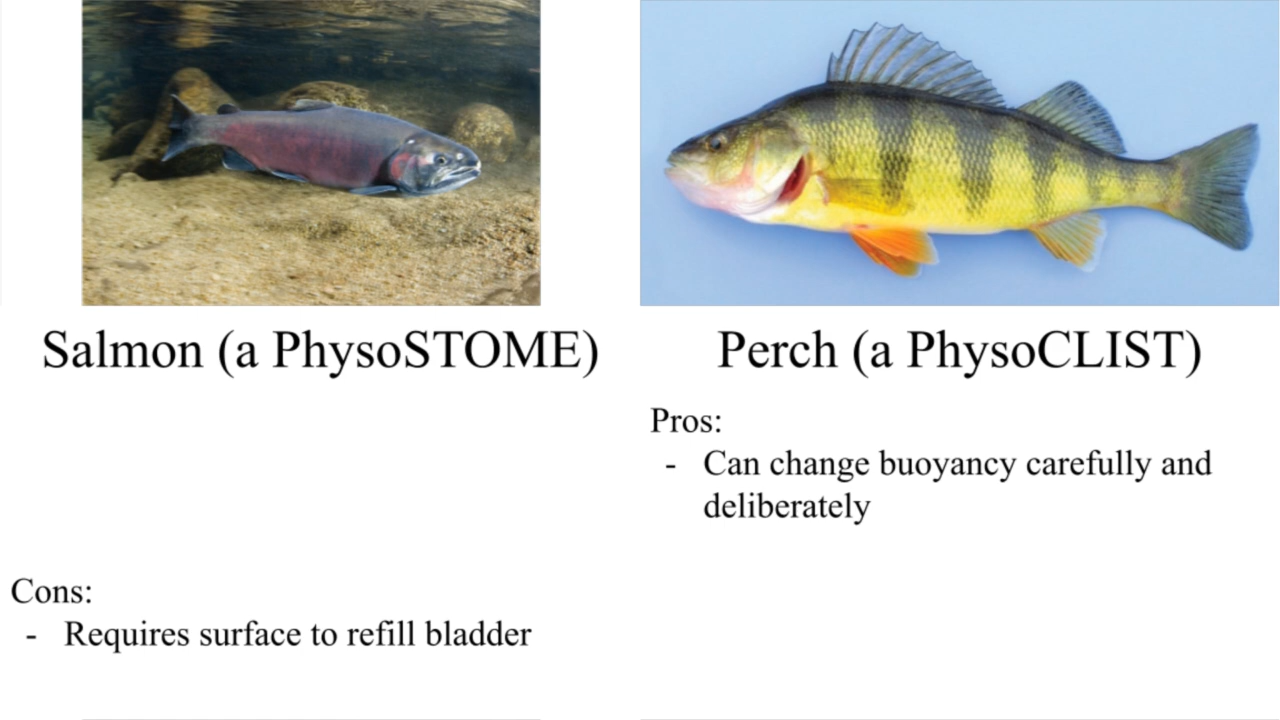 Salmon (a PhysoSTOME)
Cons:
- Requires surface to refill bladder
Perch (a PhysoCLIST)
Pros:
- Can change buoyancy carefully and
deliberately